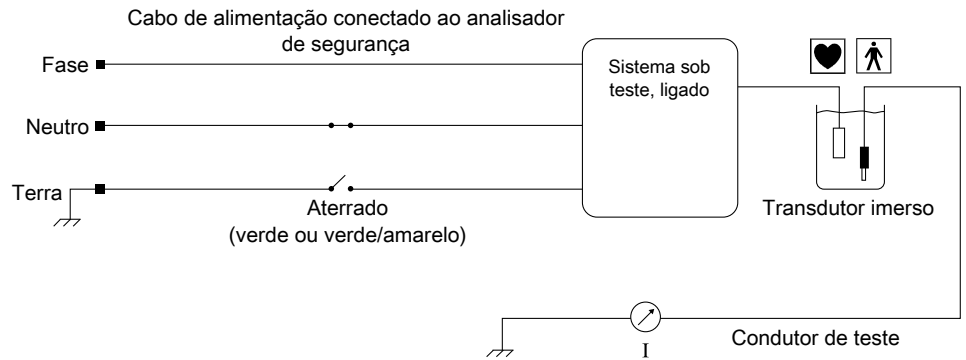 Cabo de alimentação conectado ao analisador
de segurança
Fase
Neutro
Terra
Aterrado
(verde ou verde/amarelo)
Sistema sob
teste, ligado
Transdutor imerso
Condutor de teste
I